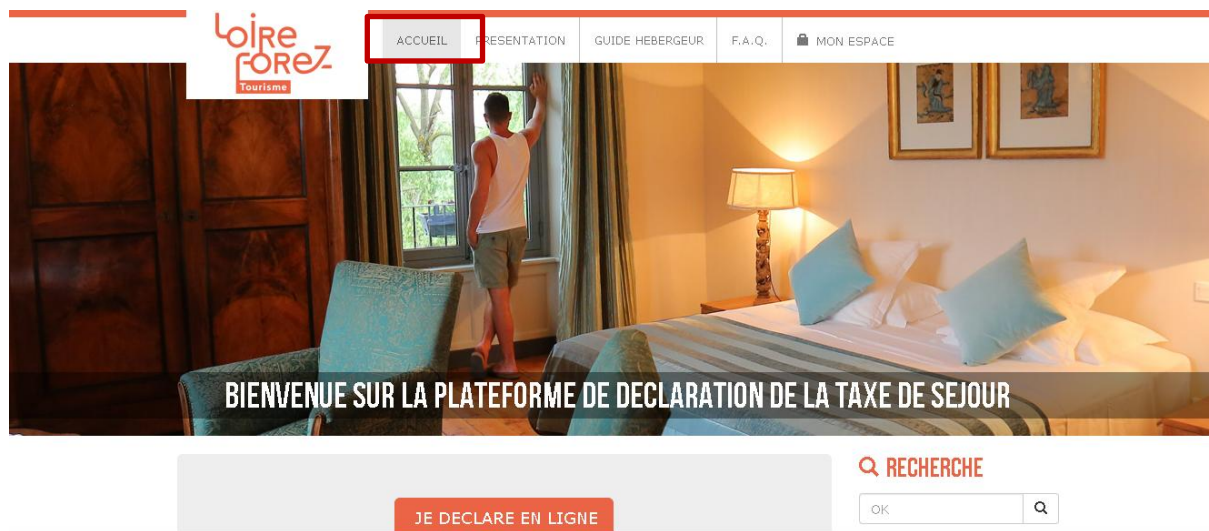 Loire
FOReZ
Tourisme
ACCUEIL
PRESENTATION
GUIDE HEBERGEUR
F.A.Q.
MON ESPACE
BIENVENUE SUR LA PLATEFORME DE DECLARATION DE LA TAXE DE SEJOUR
JE DECLARE EN LIGNE
RECHERCHE
OK